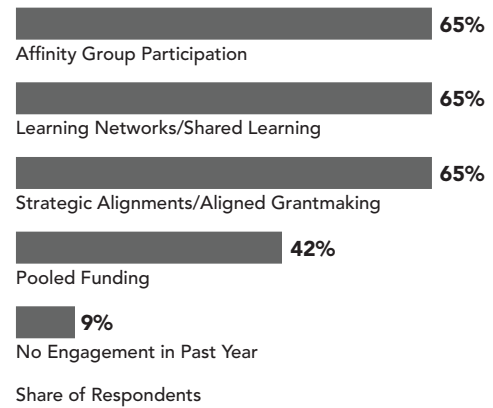 65%
Affinity Group Participation
65%
Learning Networks/Shared Learning
65%
Strategic Alignments/Aligned Grantmaking
42%
Pooled Funding
9%
No Engagement in Past Year
Share of Respondents